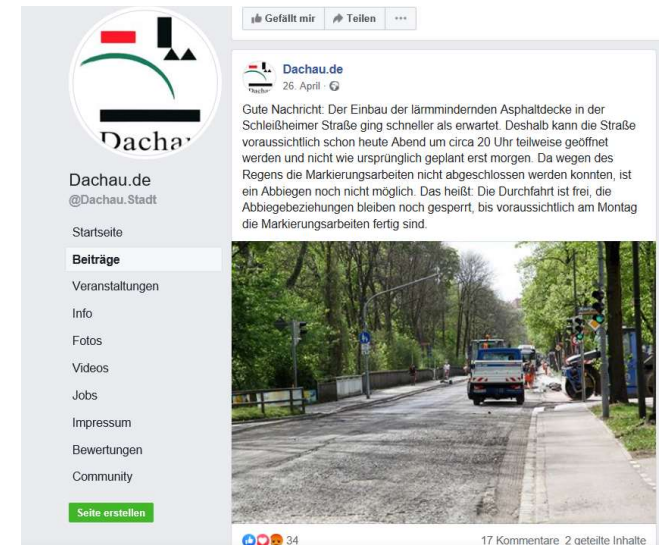 Gefällt mir
Teilen
Dachau
Dachau.de
@Dachau.Stadt
Startseite
Beiträge
Veranstaltungen
Info
Fotos
Videos
Jobs
Impressum
Bewertungen
Community
Seite erstellen
Dachau.de
26. April ·
Gute Nachricht: Der Einbau der lärmmindernden Asphaltdecke in der
Schleißheimer Straße ging schneller als erwartet. Deshalb kann die Straße
voraussichtlich schon heute Abend um circa 20 Uhr teilweise geöffnet
werden und nicht wie ursprünglich geplant erst morgen. Da wegen des
Regens die Markierungsarbeiten nicht abgeschlossen werden konnten, ist
ein Abbiegen noch nicht möglich. Das heißt: Die Durchfahrt ist frei, die
Abbiegebeziehungen bleiben noch gesperrt, bis voraussichtlich am Montag
die Markierungsarbeiten fertig sind.
34
17 Kommentare 2 geteilte Inhalte